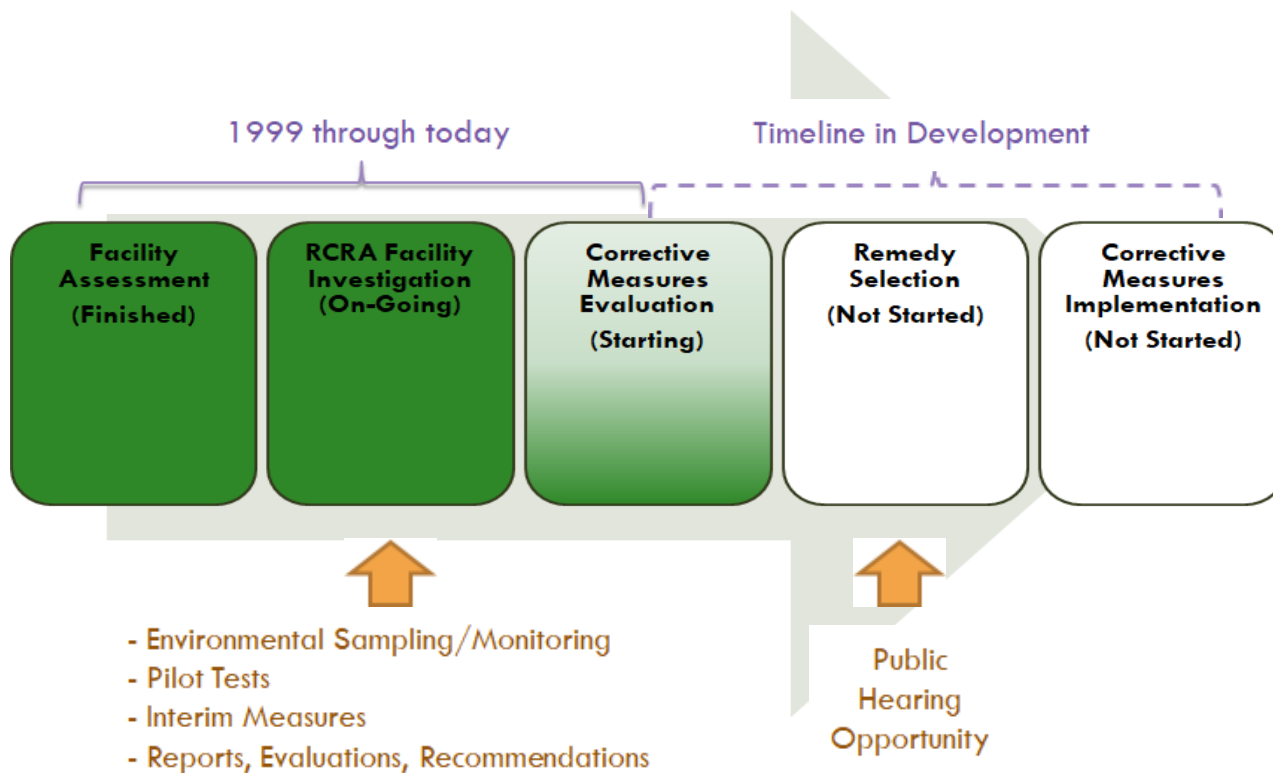 1999 through today
Timeline in Development
Facility
Assessment
(Finished)
RCRA Facility
Investigation
(On-Going)
Corrective
Measures
Evaluation
(Starting)
Remedy
Selection
(Not Started)
Corrective
Measures
Implementation
(Not Started)
- Environmental Sampling/Monitoring
- Pilot Tests
- Interim Measures
- Reports, Evaluations, Recommendations
Public
Hearing
Opportunity